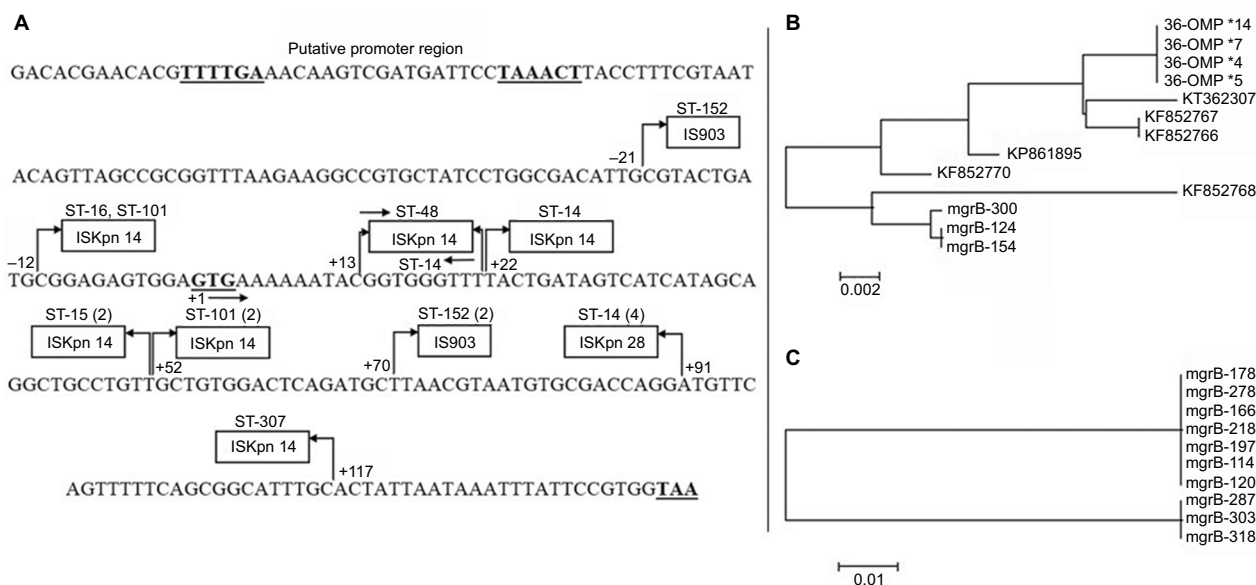 A
Putative promoter region
GACACGAACACGTTTTGAAACAAGTCGATGATTCCTAAACTTACCTTTCGTAAT
ST-152
IS903
–21
ACAGTTAGCCGCGGTTTAAGAAGGCCGTGCTATCCTGGCGACATTGCGTACTGA
ST-16, ST-101
ISKpn 14
–12
ST-48
ISKpn 14
+13
ST-14
ST-14
ISKpn 14
+22
TGCGGAGAGTGGAGTGAAAAAAATACGGTGGGTTTTACTGATAGTCATCATAGCA
+1
ST-15 (2)
ISKpn 14
ST-101 (2)
ISKpn 14
+52
ST-152 (2)
IS903
+70
ST-14 (4)
ISKpn 28
+91
GGCTGCCTGTTGCTGTGGACTCAGATGCTTAACGTAATGTGCGACCAGGATGTTC
ST-307
ISKpn 14
+117
AGTTTTTCAGCGGCATTTGCACTATTAATAAATTTATTCCGTGGTAA
B
36-OMP *14
36-OMP *7
36-OMP *4
36-OMP *5
KT362307
KF852767
KF852766
KP861895
KF852770
KF852768
mgrB-300
mgrB-124
mgrB-154
0.002
C
mgrB-178
mgrB-278
mgrB-166
mgrB-218
mgrB-197
mgrB-114
mgrB-120
mgrB-287
mgrB-303
mgrB-318
0.01